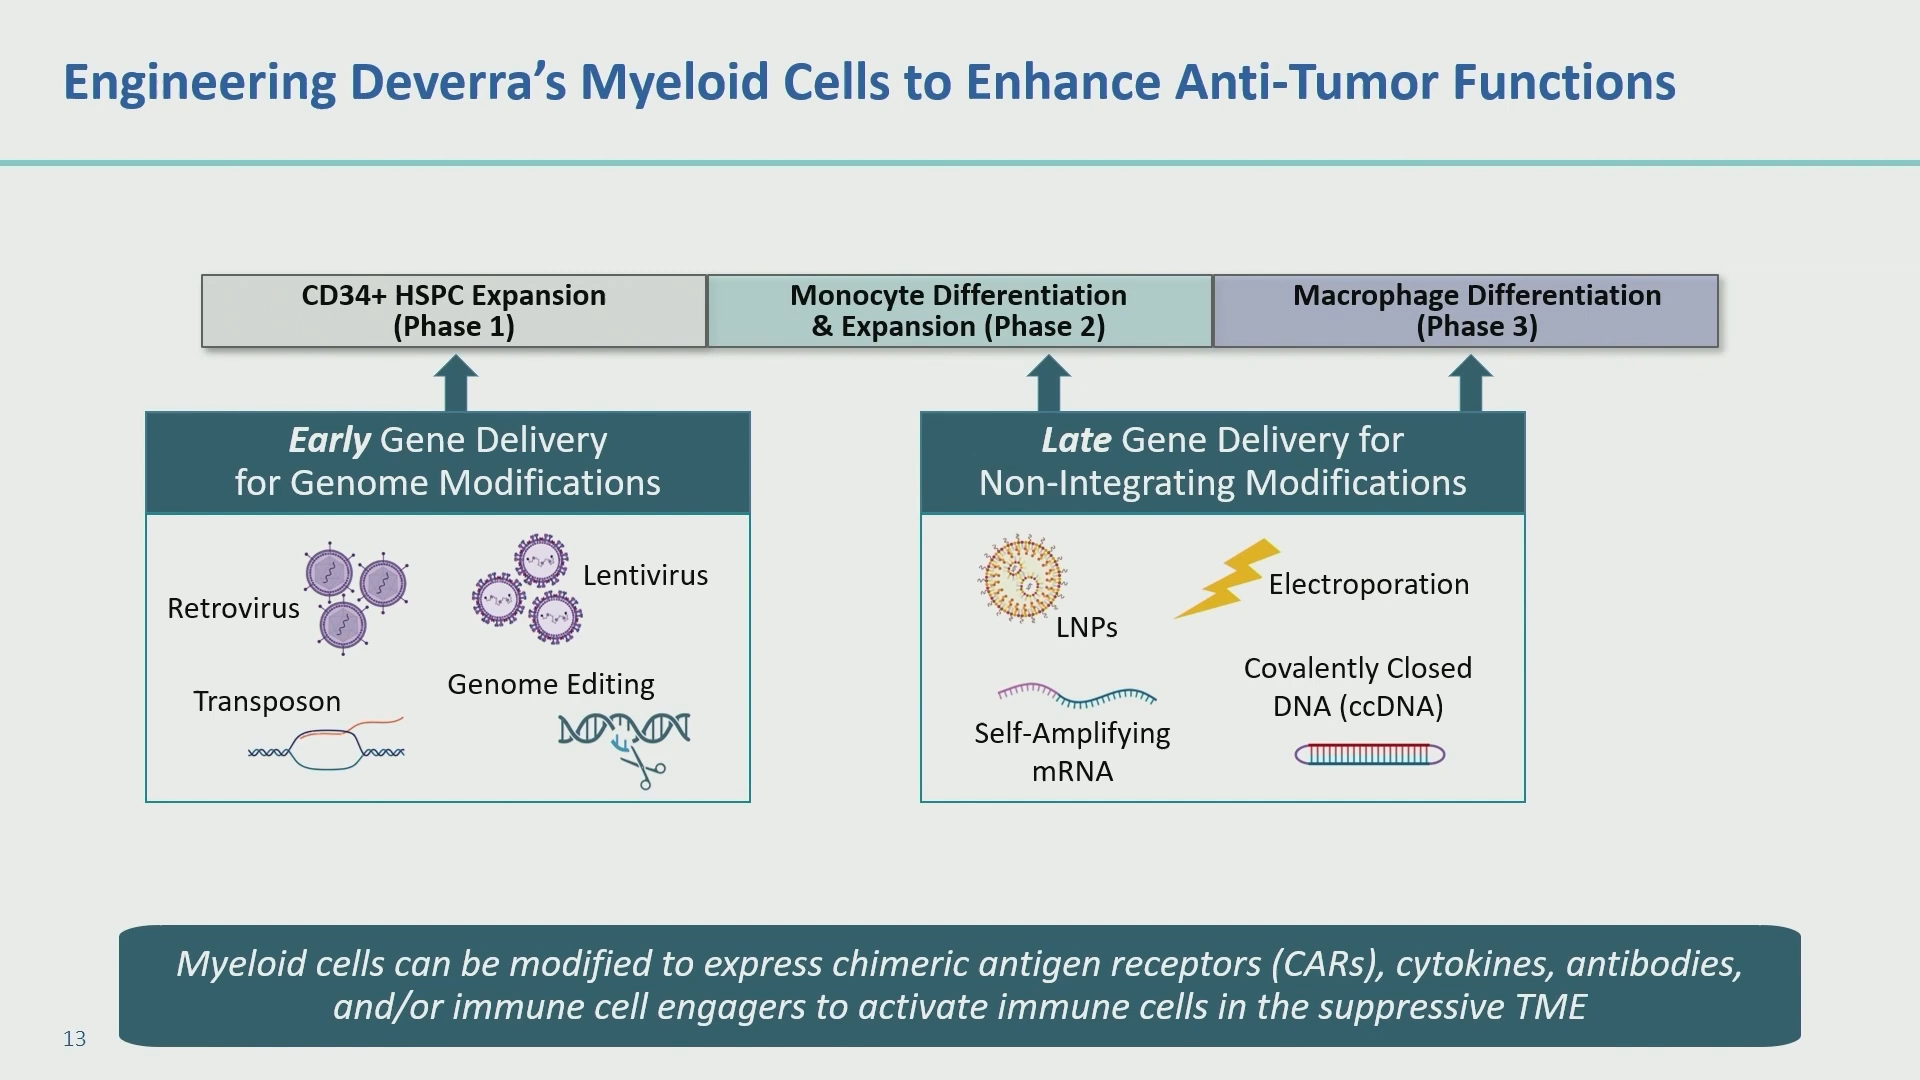 Engineering Deverra’s Myeloid Cells to Enhance Anti-Tumor Functions
CD34+ HSPC Expansion
(Phase 1)
Monocyte Differentiation
& Expansion (Phase 2)
Macrophage Differentiation
(Phase 3)
Early Gene Delivery
for Genome Modifications
Retrovirus
Lentivirus
Transposon
Genome Editing
Late Gene Delivery for
Non-Integrating Modifications
LNPs
Electroporation
Self-Amplifying
mRNA
Covalently Closed
DNA (ccDNA)
Myeloid cells can be modified to express chimeric antigen receptors (CARs), cytokines, antibodies,
and/or immune cell engagers to activate immune cells in the suppressive TME
13